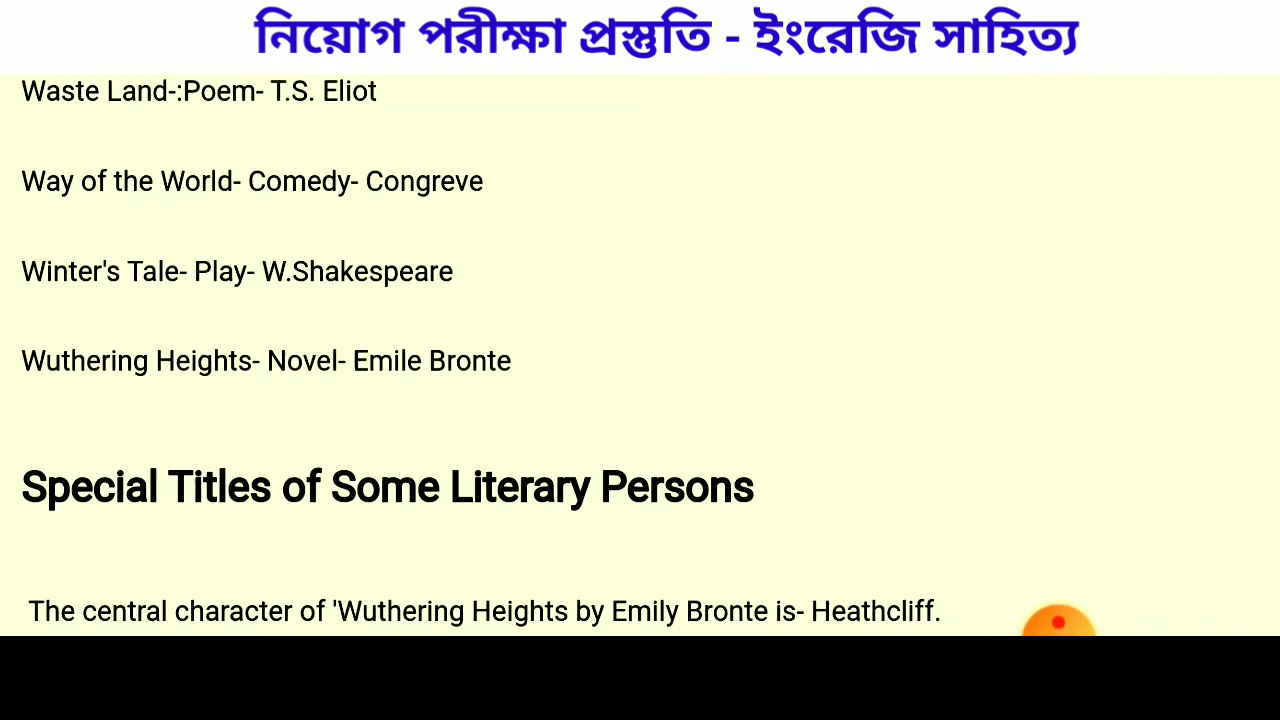 নিয়োগ পরীক্ষা প্রস্তুতি - ইংরেজি সাহিত্য
Waste Land-:Poem- T.S. Eliot
Way of the World- Comedy- Congreve
Winter's Tale- Play- W.Shakespeare
Wuthering Heights- Novel- Emile Bronte
Special Titles of Some Literary Persons
The central character of 'Wuthering Heights by Emily Bronte is- Heathcliff.